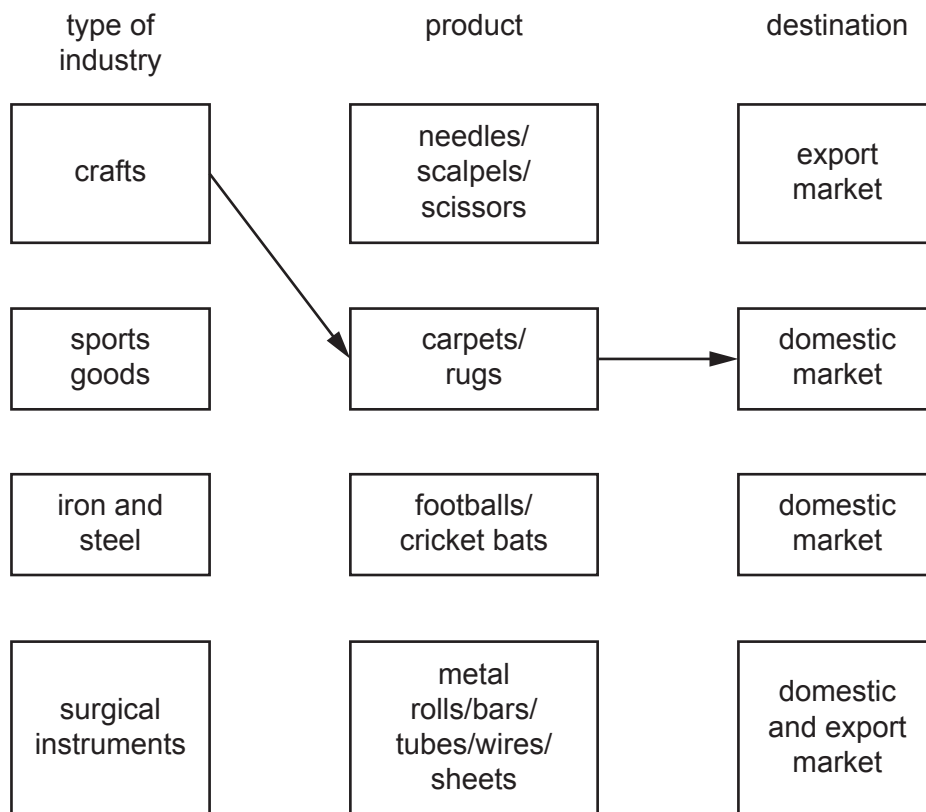 type of
industry
product
destination
crafts
needles/
scalpels/
scissors
export
market
sports
goods
carpets/
rugs
domestic
market
iron and
steel
footballs/
cricket bats
domestic
market
surgical
instruments
metal
rolls/bars/
tubes/wires/
sheets
domestic
and export
market